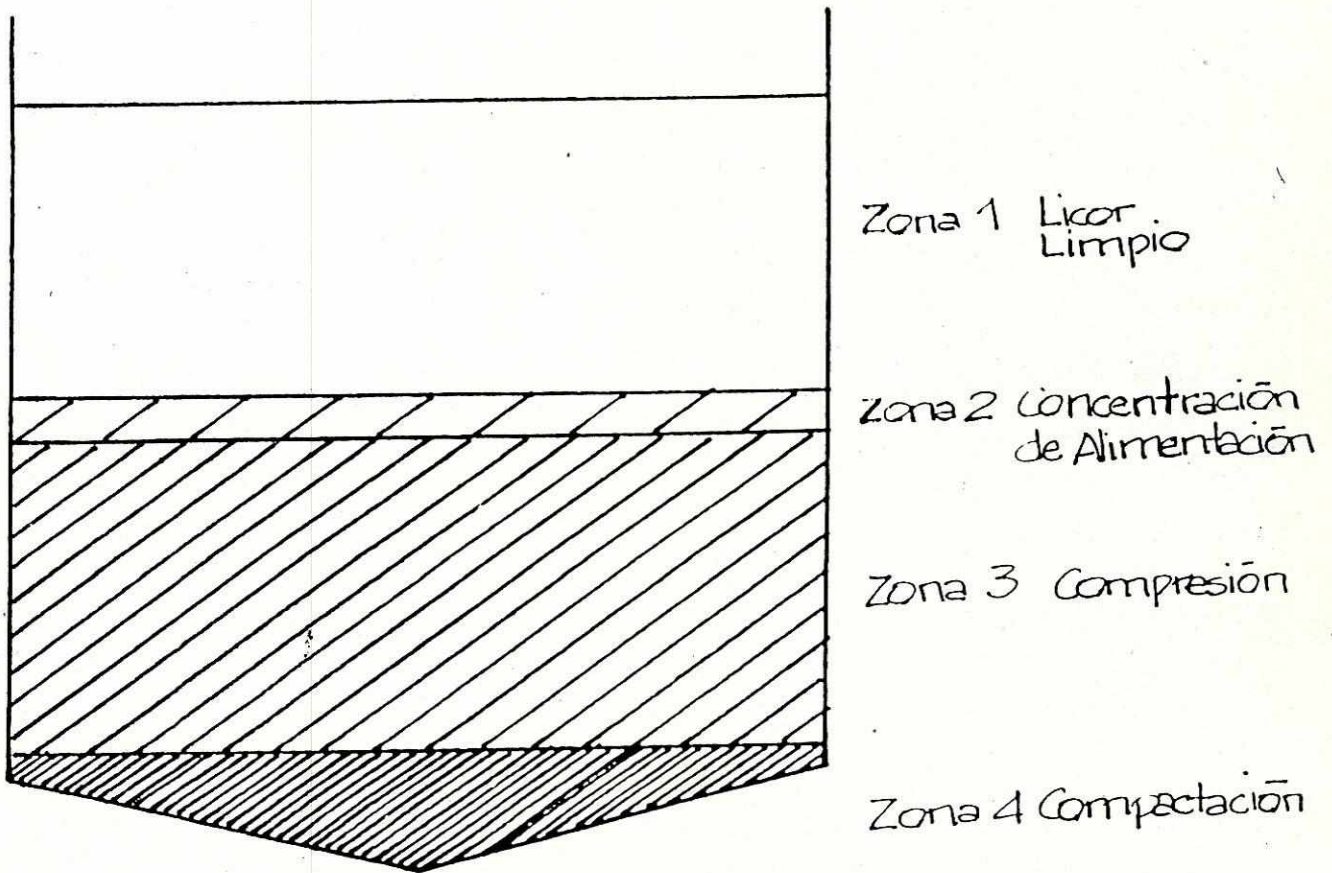 Zona 1 Licor
Limpio
Zona 2 Concentración
de Alimentación
Zona 3 Compresión
Zona 4 Compactación